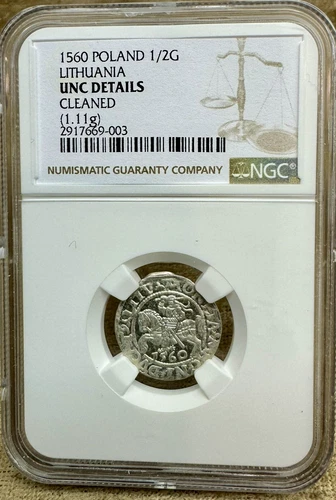 1560 POLAND 1/2G
LITHUANIA
UNC DETAILS
CLEANED
(1.11g)
2917669-003
NUMISMATIC GUARANTY COMPANY
NGC
1560